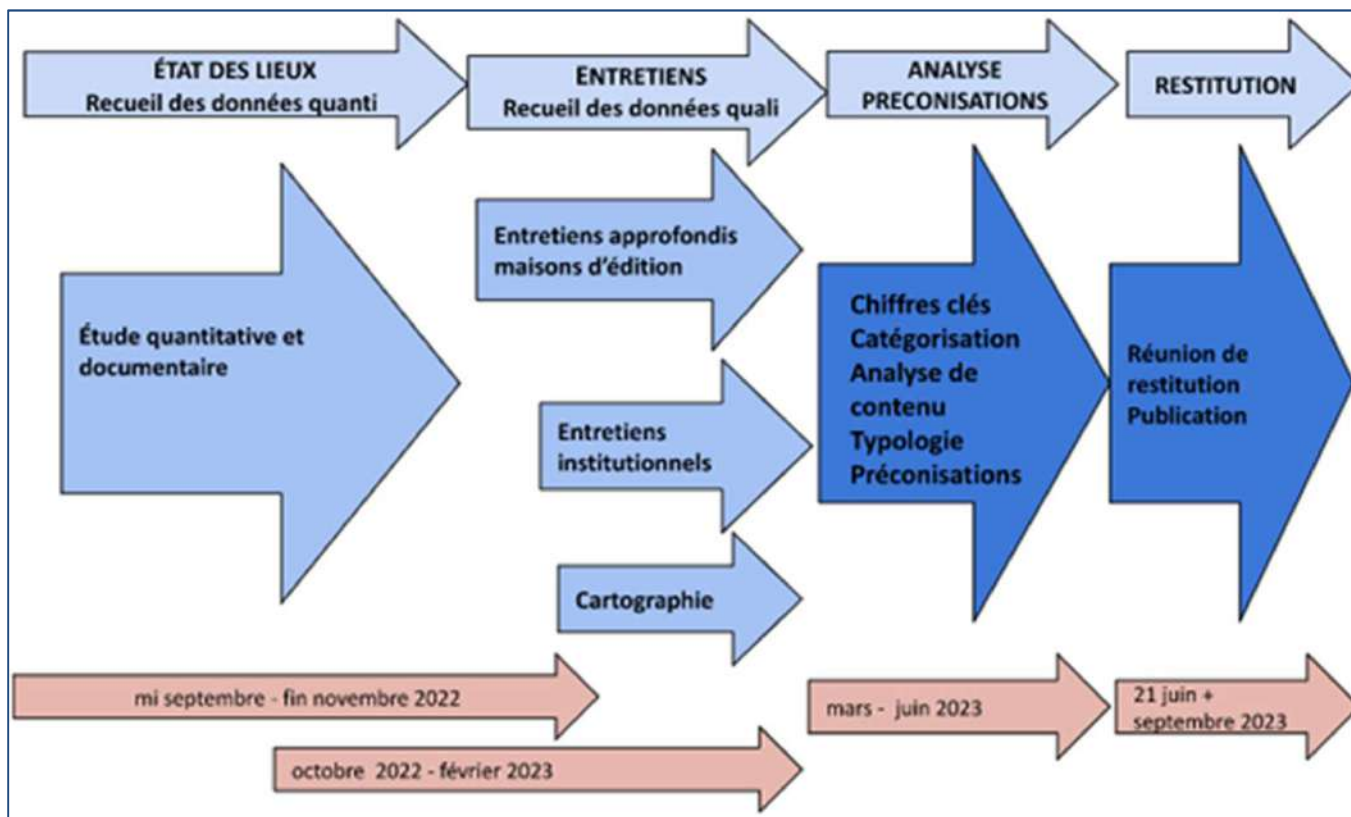 ÉTAT DES LIEUX
Recueil des données quanti
ENTRETIENS
Recueil des données quali
ANALYSE
PRECONISATIONS
RESTITUTION
Étude quantitative et
documentaire
Entretiens approfondis
maisons d'édition
Entretiens
institutionnels
Cartographie
Chiffres clés
Catégorisation
Analyse de
contenu
Typologie
Préconisations
Réunion de
restitution
Publication
mi septembre - fin novembre 2022
octobre 2022 - février 2023
mars - juin 2023
21 juin +
septembre 2023